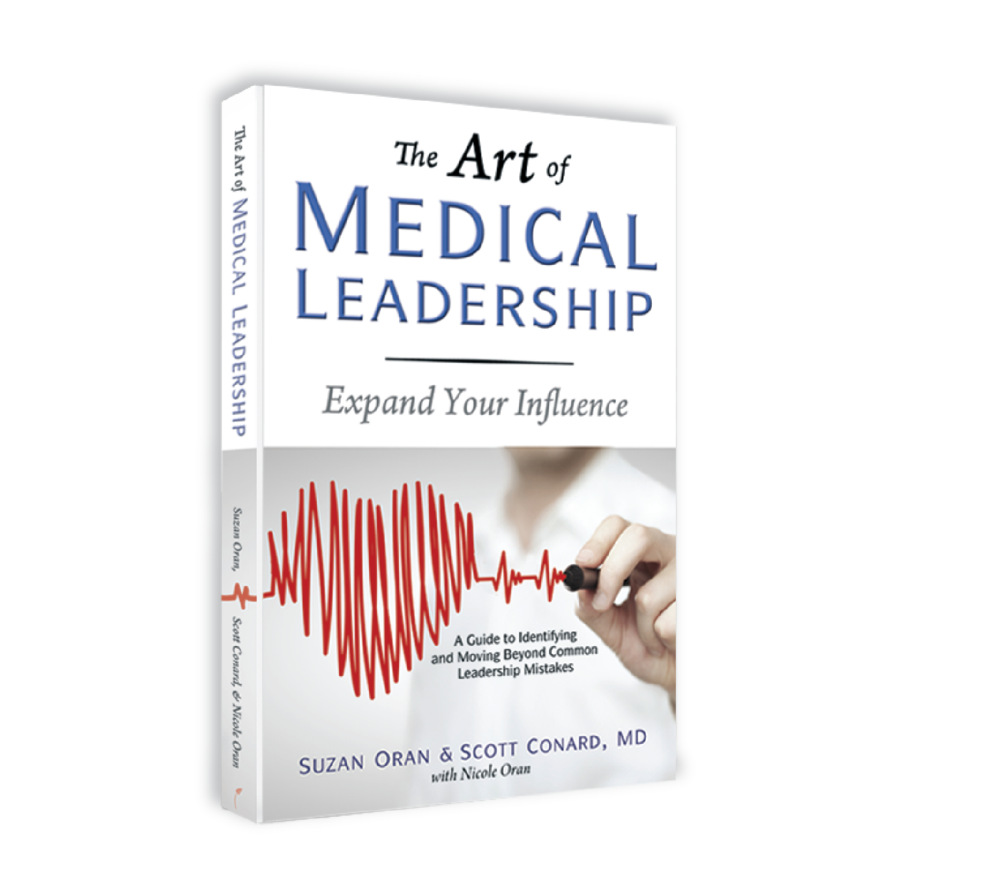 The Art of MEDICAL LEADERSHIP
Suzan Oran, Scott Conard, & Nicole Oran
The Art of
MEDICAL
LEADERSHIP
Expand Your Influence
A Guide to Identifying
and Moving Beyond Common
Leadership Mistakes
SUZAN ORAN & SCOTT CONARD, MD
with Nicole Oran